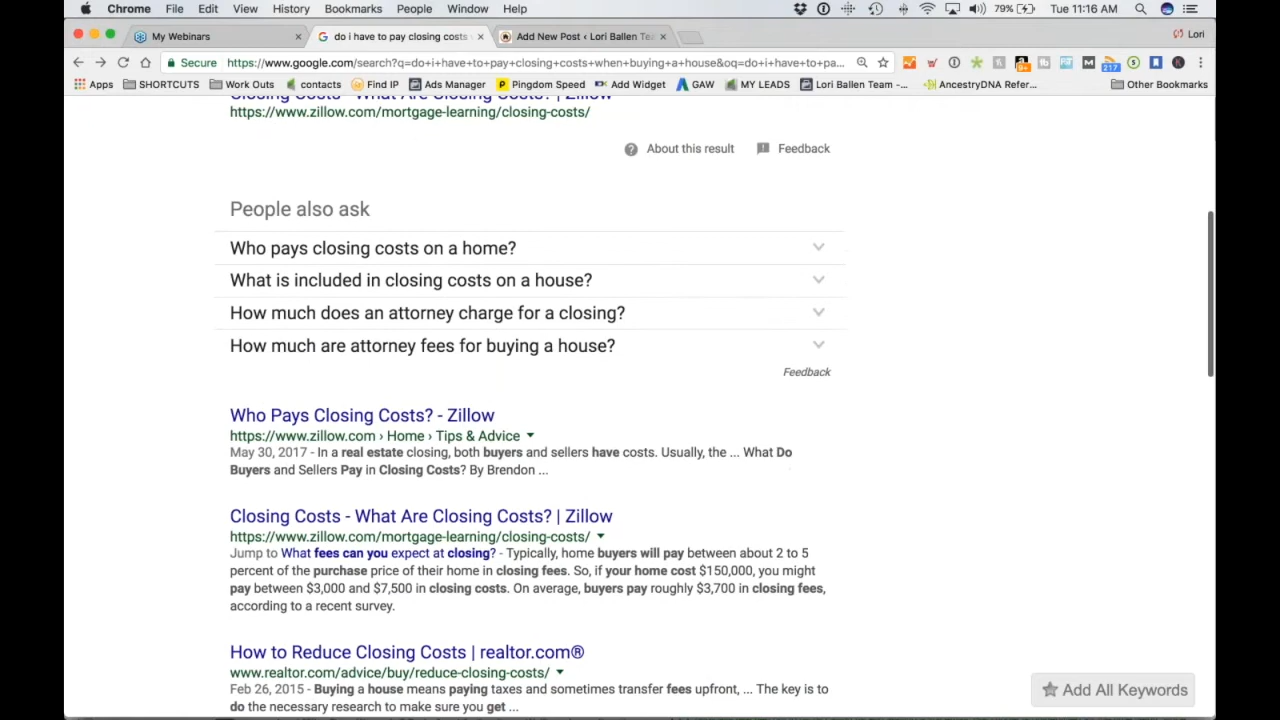 Chrome File Edit View History Bookmarks People Window Help 79% Tue 11:16 AM
My Webinars × do i have to pay closing costs × Add New Post ‹ Lori Ballen Tea × Lori
Secure https://www.google.com/search?q=do+i+have+to+pay+closing+costs+when+buying+a+house&oq=do+i+have+to+pa...
Apps SHORTCUTS Work Outs contacts Find IP Ads Manager Pingdom Speed Add Widget GAW MY LEADS Lori Ballen Team -... AncestryDNA Refer... Other Bookmarks
Closing Costs - What Are Closing Costs? | Zillow
https://www.zillow.com/mortgage-learning/closing-costs/
About this result Feedback
People also ask
Who pays closing costs on a home?
What is included in closing costs on a house?
How much does an attorney charge for a closing?
How much are attorney fees for buying a house?
Feedback
Who Pays Closing Costs? - Zillow
https://www.zillow.com › Home › Tips & Advice
May 30, 2017 - In a real estate closing, both buyers and sellers have costs. Usually, the ... What Do
Buyers and Sellers Pay in Closing Costs? By Brendon ...
Closing Costs - What Are Closing Costs? | Zillow
https://www.zillow.com/mortgage-learning/closing-costs/
Jump to What fees can you expect at closing? - Typically, home buyers will pay between about 2 to 5
percent of the purchase price of their home in closing fees. So, if your home cost $150,000, you might
pay between $3,000 and $7,500 in closing costs. On average, buyers pay roughly $3,700 in closing fees,
according to a recent survey.
How to Reduce Closing Costs | realtor.com®
www.realtor.com/advice/buy/reduce-closing-costs/
Feb 26, 2015 - Buying a house means paying taxes and sometimes transfer fees upfront, ... The key is to
do the necessary research to make sure you get ...
Add All Keywords